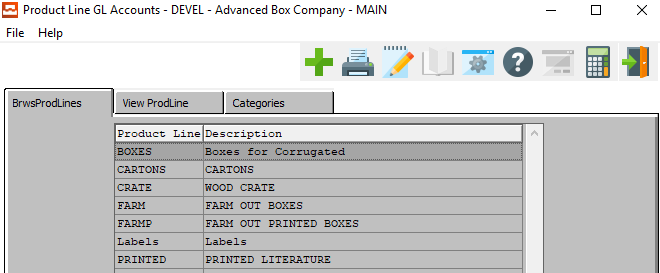 Product Line GL Accounts - DEVEL - Advanced Box Company - MAIN
File Help
BrwsProdLines View ProdLine Categories
Product Line Description
BOXES Boxes for Corrugated
CARTONS CARTONS
CRATE WOOD CRATE
FARM FARM OUT BOXES
FARMP FARM OUT PRINTED BOXES
Labels Labels
PRINTED PRINTED LITERATURE